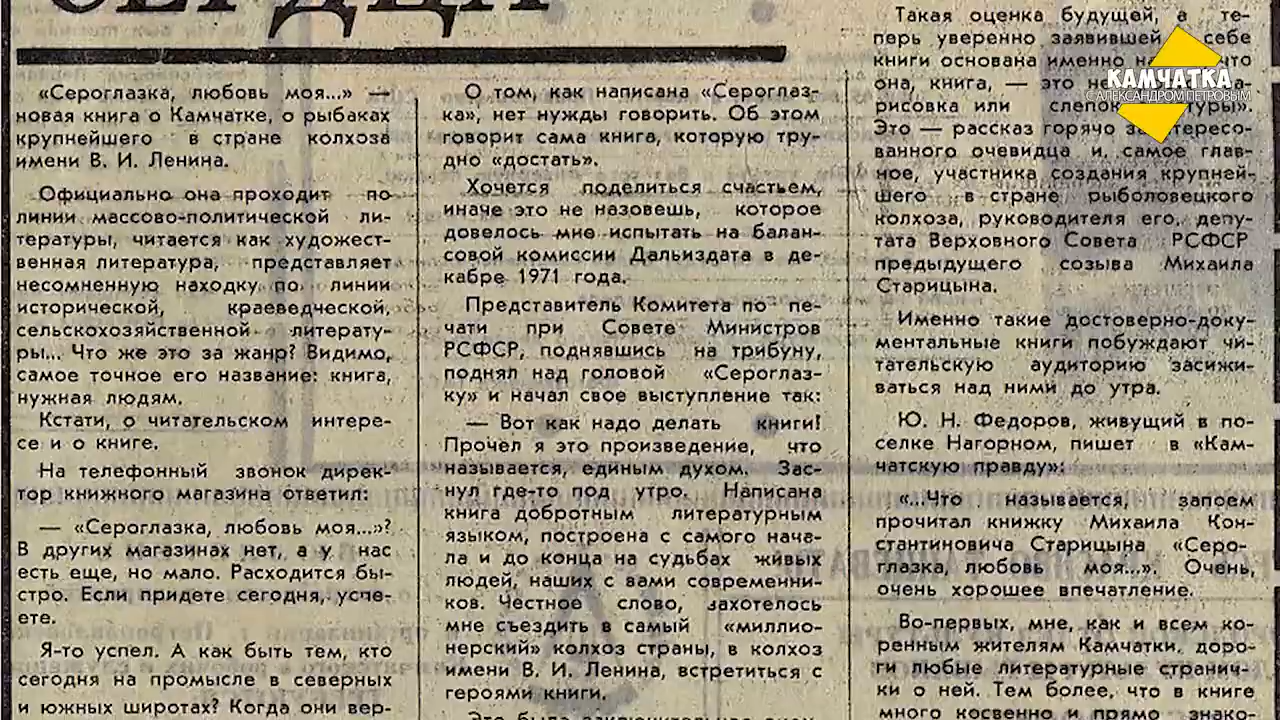 «Сероглазка, любовь моя...» —
новая книга о Камчатке, о рыбаках
крупнейшего в стране колхоза
имени В. И. Ленина.
Официально она проходит по
линии массово-политической ли-
тературы, читается как художест-
венная литература, представляет
несомненную находку по линии
исторической, краеведческой,
сельскохозяйственной литерату-
ры... Что же это за жанр? Видимо,
самое точное его название: книга,
нужная людям.
Кстати, о читательском интере-
се и о книге.
На телефонный звонок дирек-
тор книжного магазина ответил:
— «Сероглазка, любовь моя...»?
В других магазинах нет, а у нас
есть еще, но мало. Расходится бы-
стро. Если придете сегодня, успе-
ете.
Я-то успел. А как быть тем, кто
сегодня на промысле в северных
и южных широтах? Когда они вер-
О том, как написана «Сероглаз-
ка», нет нужды говорить. Об этом
говорит сама книга, которую тру-
дно «достать».
Хочется поделиться счастьем,
иначе это не назовешь, которое
довелось мне испытать на балан-
совой комиссии Дальиздата в де-
кабре 1971 года.
Представитель Комитета по пе-
чати при Совете Министров
РСФСР, поднявшись на трибуну,
поднял над головой «Сероглаз-
ку» и начал свое выступление так:
— Вот как надо делать книги!
Прочел я это произведение, что
называется, единым духом. Зас-
нул где-то под утро. Написана
книга добротным литературным
языком, построена с самого нача-
ла и до конца на судьбах живых
людей, наших с вами современни-
ков. Честное слово, захотелось
мне съездить в самый «миллио-
нерский» колхоз страны, в колхоз
имени В. И. Ленина, встретиться с
героями книги.
Такая оценка будущей, а те-
перь уверенно заявившей себе
книги основана именно на что
она, книга, — это не
рисовка или слепок
Это — рассказ горячо
ванного очевидца и, самое глав-
ное, участника создания крупней-
шего в стране рыболовецкого
колхоза, руководителя его, депу-
тата Верховного Совета РСФСР
предыдущего созыва Михаила
Старицына.
Именно такие достоверно-доку-
ментальные книги побуждают чи-
тательскую аудиторию засижи-
ваться над ними до утра.
Ю. Н. Федоров, живущий в по-
селке Нагорном, пишет в «Кам-
чатскую правду»:
«...Что называется, запоем
прочитал книжку Михаила Кон-
стантиновича Старицына «Серо-
глазка, любовь моя...». Очень,
очень хорошее впечатление.
Во-первых, мне, как и всем ко-
ренным жителям Камчатки, доро-
ги любые литературные странич-
ки о ней. Тем более, что в книге
много косвенно и прямо знако-
КАМЧАТКА
С АЛЕКСАНДРОМ ПЕТРОВЫМ